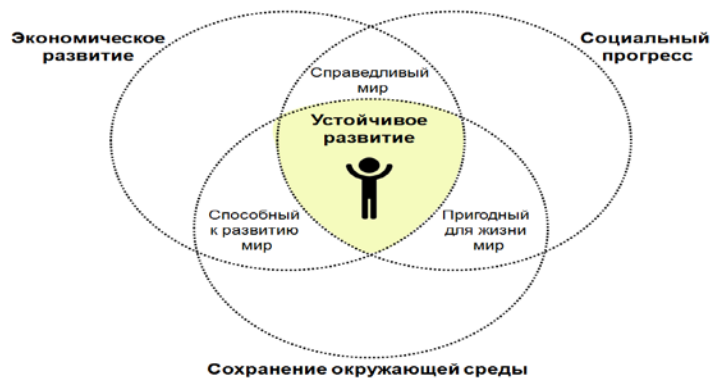 Экономическое
развитие
Социальный
прогресс
Справедливый
мир
Устойчивое
развитие
Способный
к развитию
мир
Пригодный
для жизни
мир
Сохранение окружающей среды